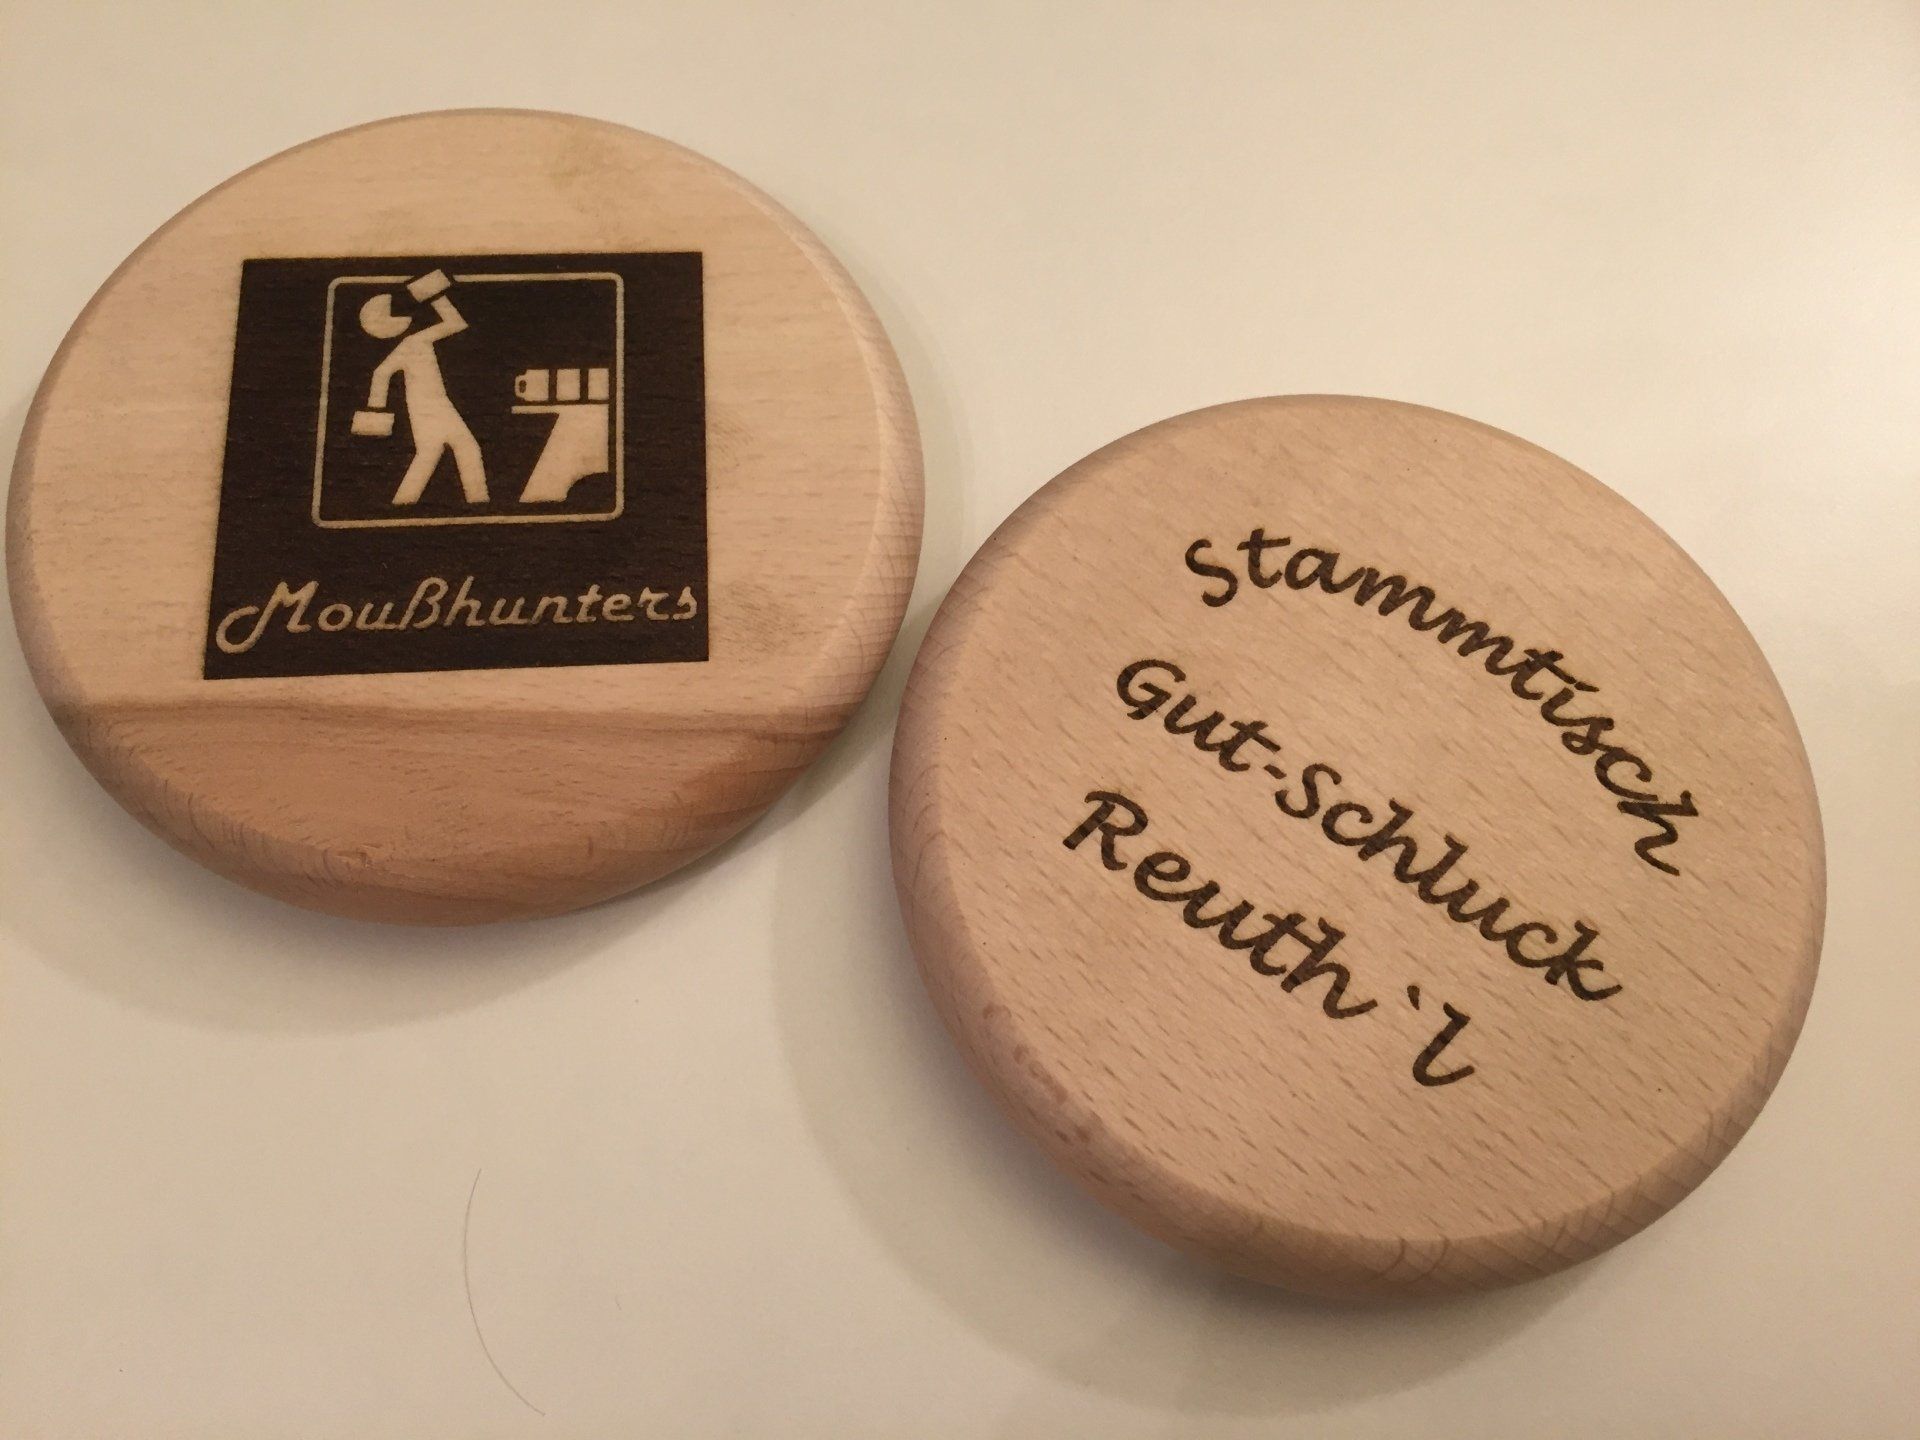 Moußhunters
Stammtisch
Gut-Schluck
Reuth`l